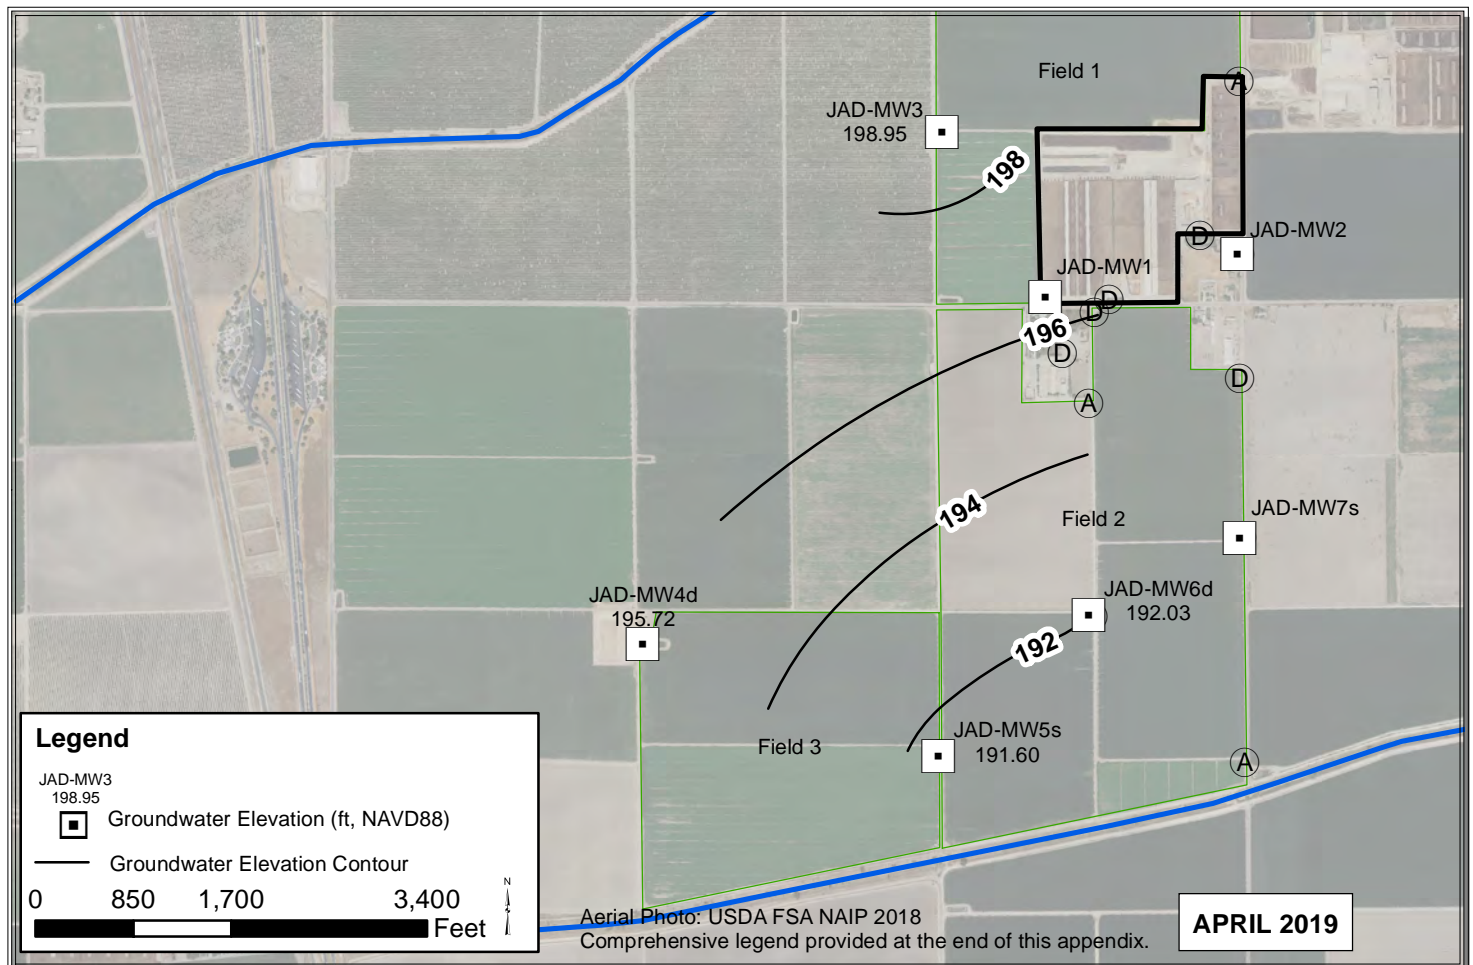 Field 1
A
JAD-MW3
198.95
198
D
JAD-MW2
JAD-MW1
D
D
196
D
D
A
194
Field 2
JAD-MW7s
JAD-MW4d
195.72
JAD-MW6d
192.03
192
Field 3
JAD-MW5s
191.60
A
Legend
JAD-MW3
198.95
Groundwater Elevation (ft, NAVD88)
Groundwater Elevation Contour
0 850 1,700 3,400
Feet
N
Aerial Photo: USDA FSA NAIP 2018
Comprehensive legend provided at the end of this appendix.
APRIL 2019